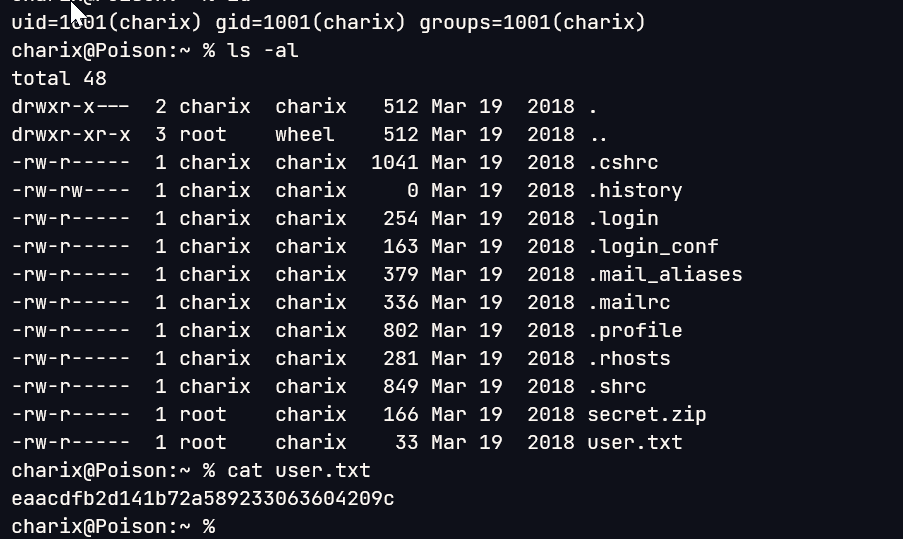 uid=1001(charix) gid=1001(charix) groups=1001(charix)
charix@Poison:~ % ls -al
total 48
drwxr-x---  2 charix  charix   512 Mar 19  2018 .
drwxr-xr-x  3 root    wheel    512 Mar 19  2018 ..
-rw-r-----  1 charix  charix  1041 Mar 19  2018 .cshrc
-rw-rw----  1 charix  charix     0 Mar 19  2018 .history
-rw-r-----  1 charix  charix   254 Mar 19  2018 .login
-rw-r-----  1 charix  charix   163 Mar 19  2018 .login_conf
-rw-r-----  1 charix  charix   379 Mar 19  2018 .mail_aliases
-rw-r-----  1 charix  charix   336 Mar 19  2018 .mailrc
-rw-r-----  1 charix  charix   802 Mar 19  2018 .profile
-rw-r-----  1 charix  charix   281 Mar 19  2018 .rhosts
-rw-r-----  1 charix  charix   849 Mar 19  2018 .shrc
-rw-r-----  1 root    charix   166 Mar 19  2018 secret.zip
-rw-r-----  1 root    charix    33 Mar 19  2018 user.txt
charix@Poison:~ % cat user.txt
eaacdfb2d141b72a589233063604209c
charix@Poison:~ %